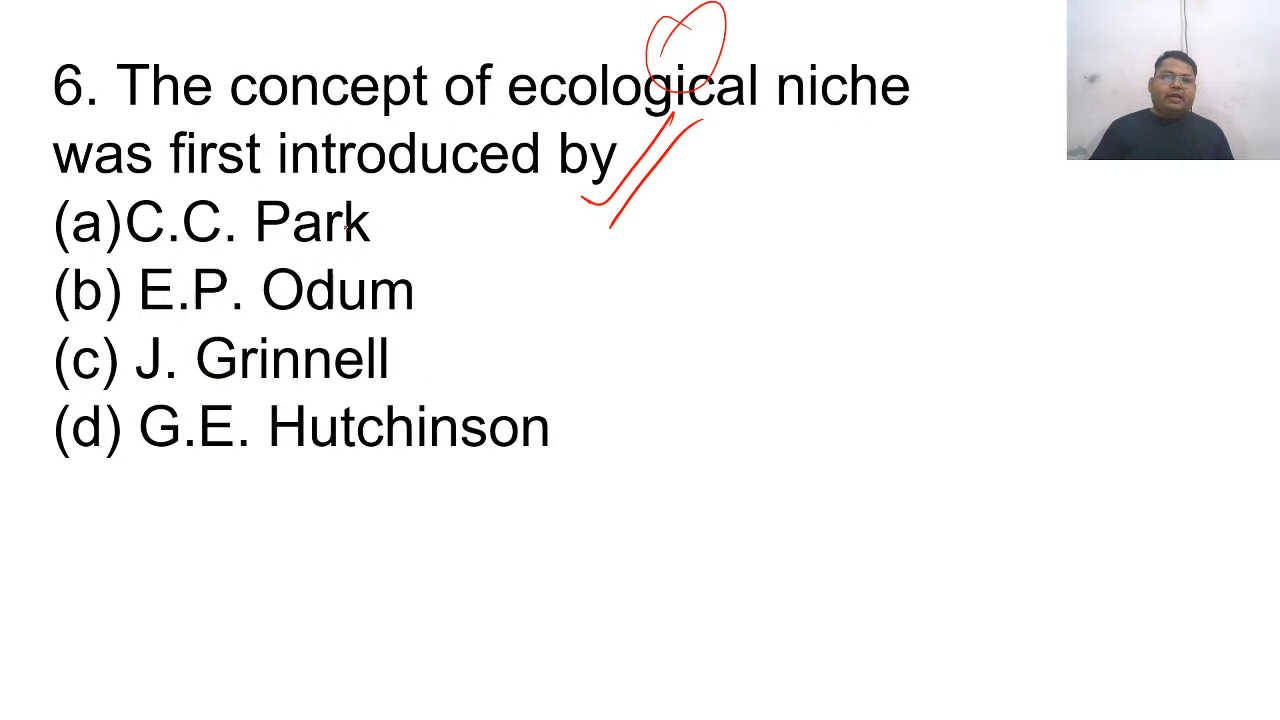 6. The concept of ecological niche
was first introduced by
(a)C.C. Park
(b) E.P. Odum
(c) J. Grinnell
(d) G.E. Hutchinson